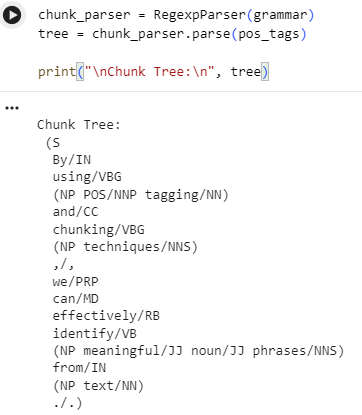 chunk_parser = RegexpParser(grammar)
tree = chunk_parser.parse(pos_tags)
print("\nChunk Tree:\n", tree)
...
Chunk Tree:
(S
By/IN
using/VBG
(NP POS/NNP tagging/NN)
and/CC
chunking/VBG
(NP techniques/NNS)
,/,
we/PRP
can/MD
effectively/RB
identify/VB
(NP meaningful/JJ noun/JJ phrases/NNS)
from/IN
(NP text/NN)
./.)